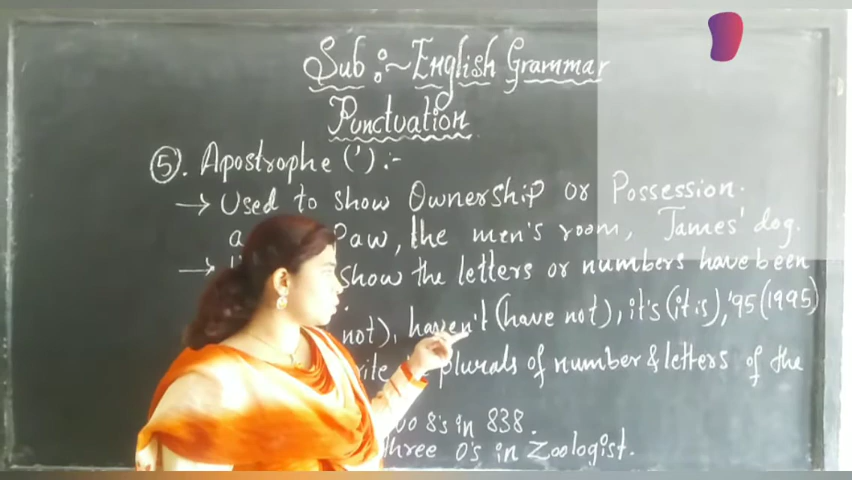 Sub :~ English Grammar
Punctuation
⑤. Apostrophe (') :-
→ Used to show Ownership or Possession.
a Paw, the men's room, James' dog.
→ show the letters or numbers have been
not), haven't (have not), it's (it is), '95 (1995)
plurals of number & letters of the
8's in 838.
three O's in Zoologist.